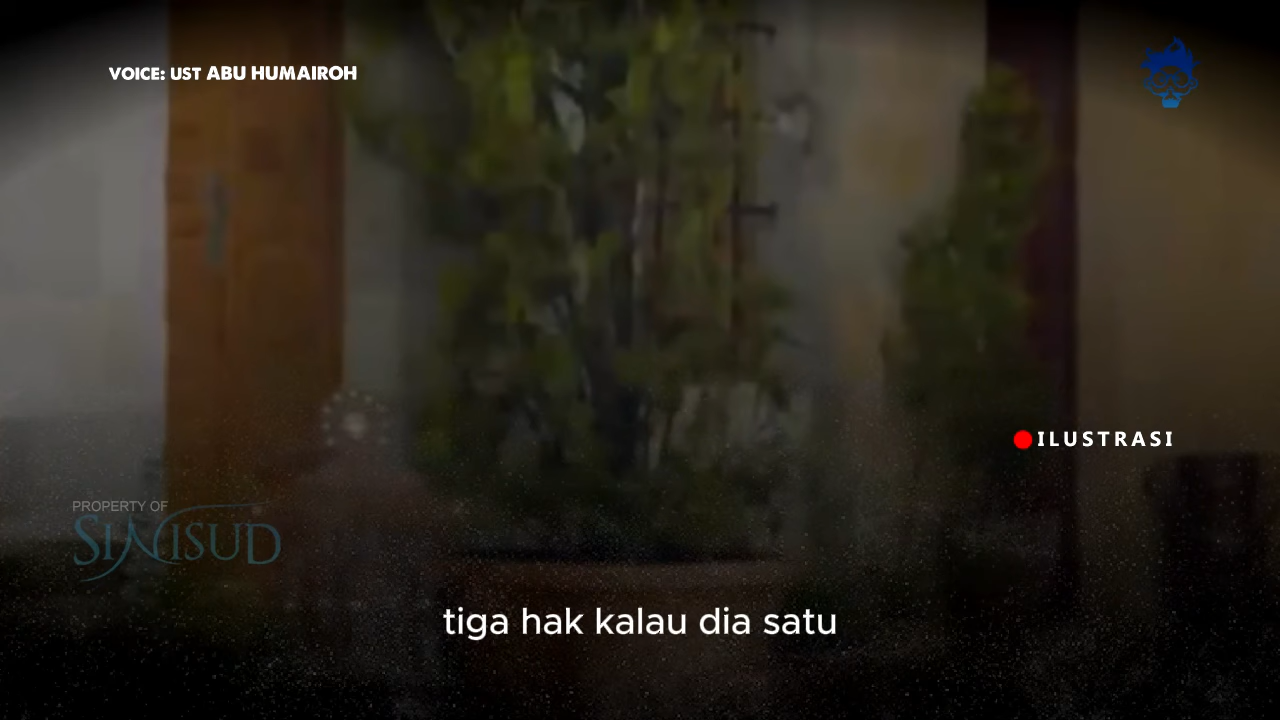 VOICE: UST ABU HUMAIROH
ILUSTRASI
PROPERTY OF
SINISUD
tiga hak kalau dia satu